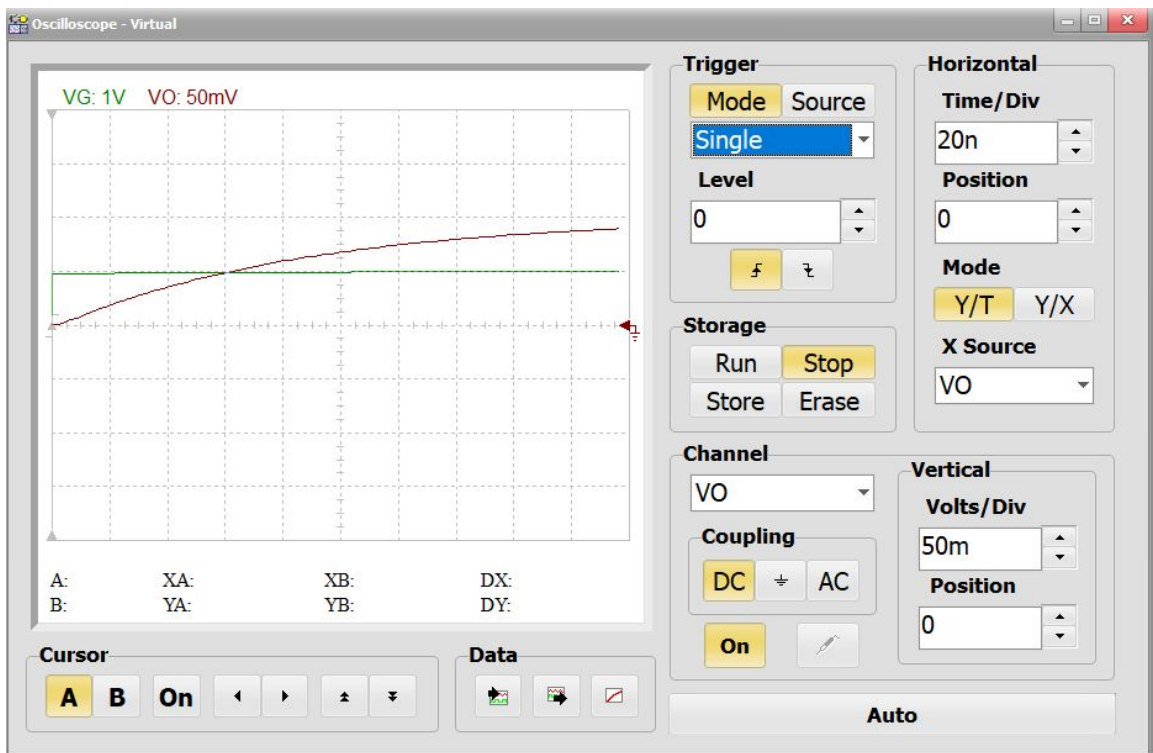 Oscilloscope - Virtual
VG: 1V VO: 50mV
A: XA: XB: DX:
B: YA: YB: DY:
Cursor
A B On
Data
Trigger
Mode Source
Single
Level
0
Storage
Run Stop
Store Erase
Horizontal
Time/Div
20n
Position
0
Mode
Y/T Y/X
X Source
VO
Channel
VO
Coupling
DC AC
On
Vertical
Volts/Div
50m
Position
0
Auto